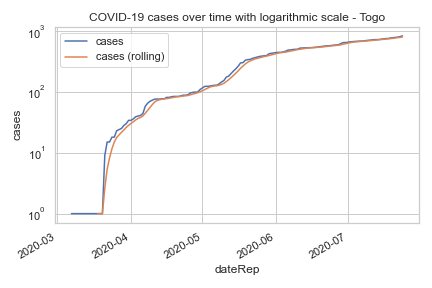 COVID-19 cases over time with logarithmic scale - Togo
cases
cases (rolling)
10³
10²
10¹
10⁰
cases
2020-03
2020-04
2020-05
2020-06
2020-07
dateRep